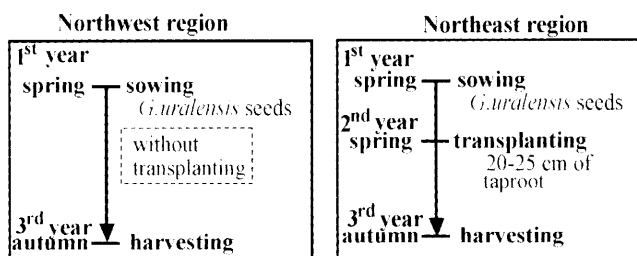 Northwest region
1st year
spring sowing
G.uralensis seeds
without
transplanting
3rd year
autumn harvesting
Northeast region
1st year
spring sowing
G.uralensis seeds
2nd year
spring transplanting
20-25 cm of
taproot
3rd year
autumn harvesting